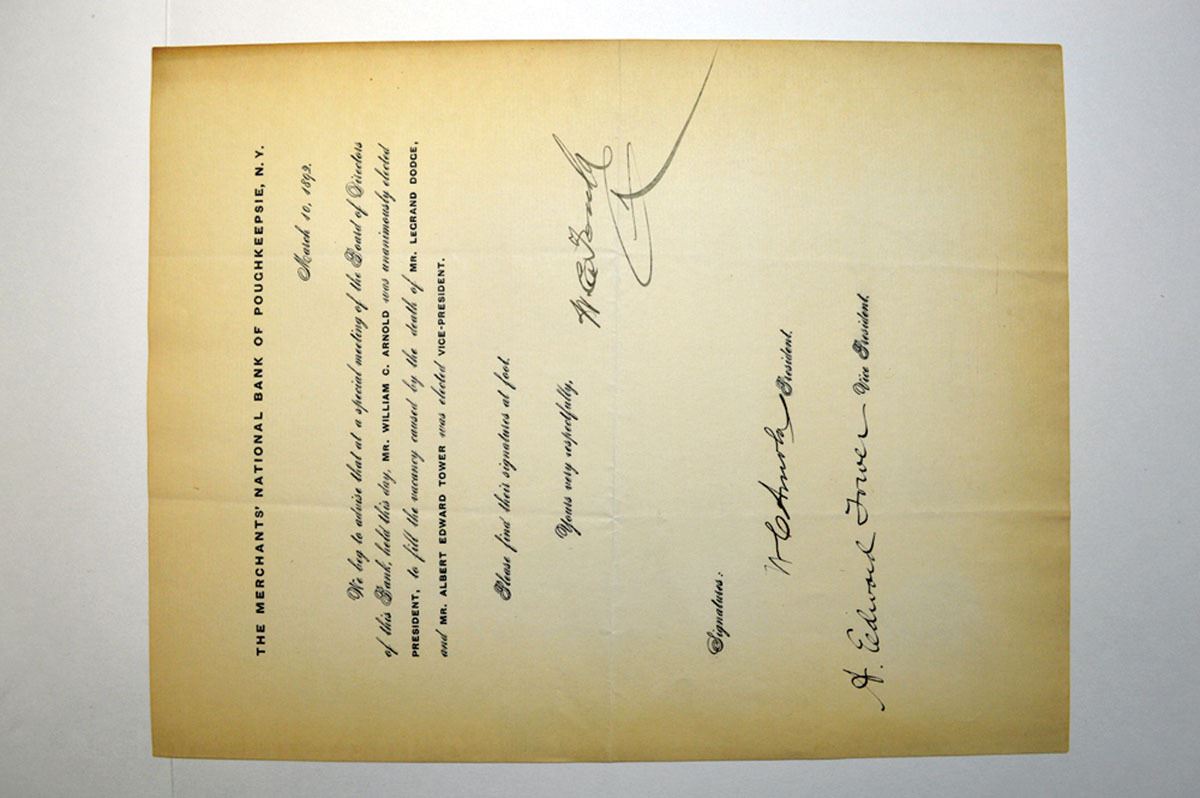 THE MERCHANTS' NATIONAL BANK OF POUCHKEEPSIE, N. Y.
March 10, 1892.
We beg to advise that at a special meeting of the Board of Directors
of this Bank, held this day, MR. WILLIAM C. ARNOLD was unanimously elected
PRESIDENT, to fill the vacancy caused by the death of MR. LEGRAND DODGE,
and MR. ALBERT EDWARD TOWER was elected VICE-PRESIDENT.
Please find their signatures at foot.
Yours very respectfully,
Signatures:
W C Arnold President.
A. Edward Tower Vice President.